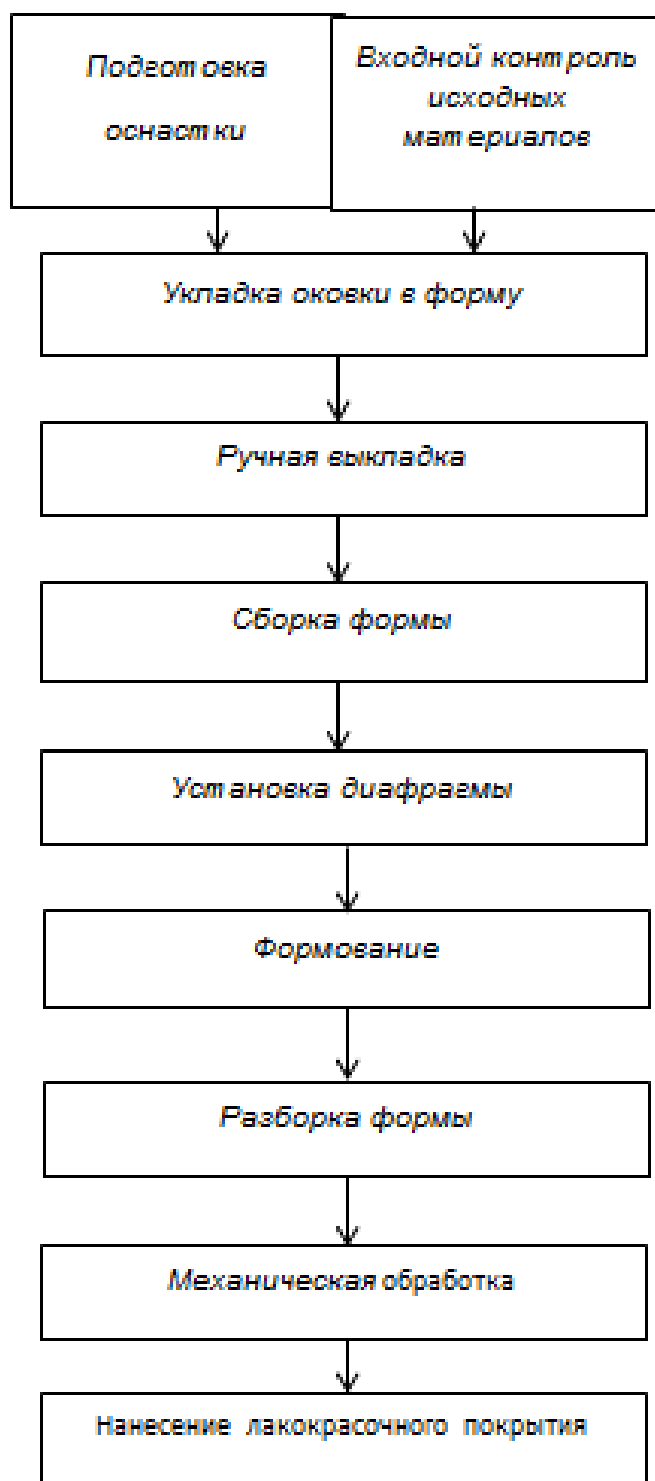 Подготовка
оснастки
Входной контроль
исходных
материалов
Укладка оковки в форму
Ручная выкладка
Сборка формы
Установка диафрагмы
Формование
Разборка формы
Механическая обработка
Нанесение лакокрасочного покрытия